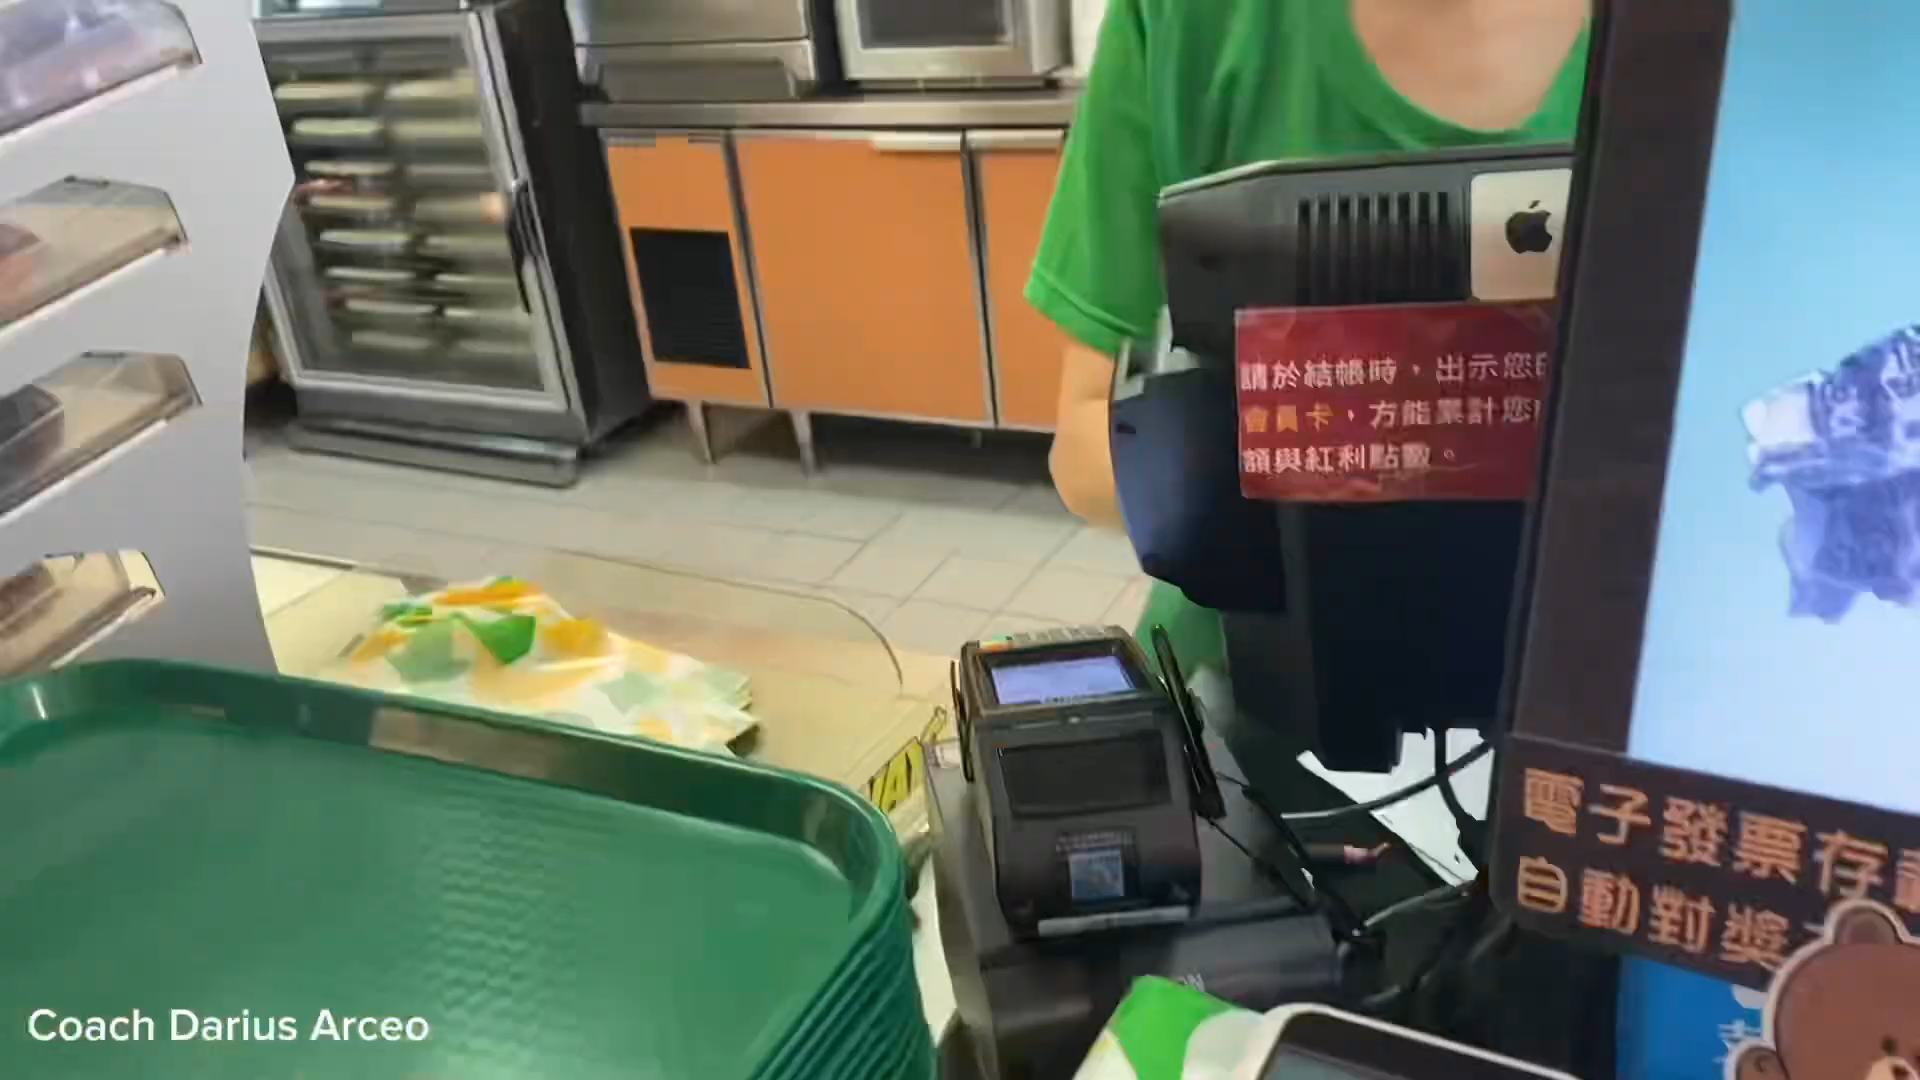 請於結帳時，出示您
會員卡，方能累計您
額與紅利點數。
電子發票存
自動對獎
Coach Darius Arceo